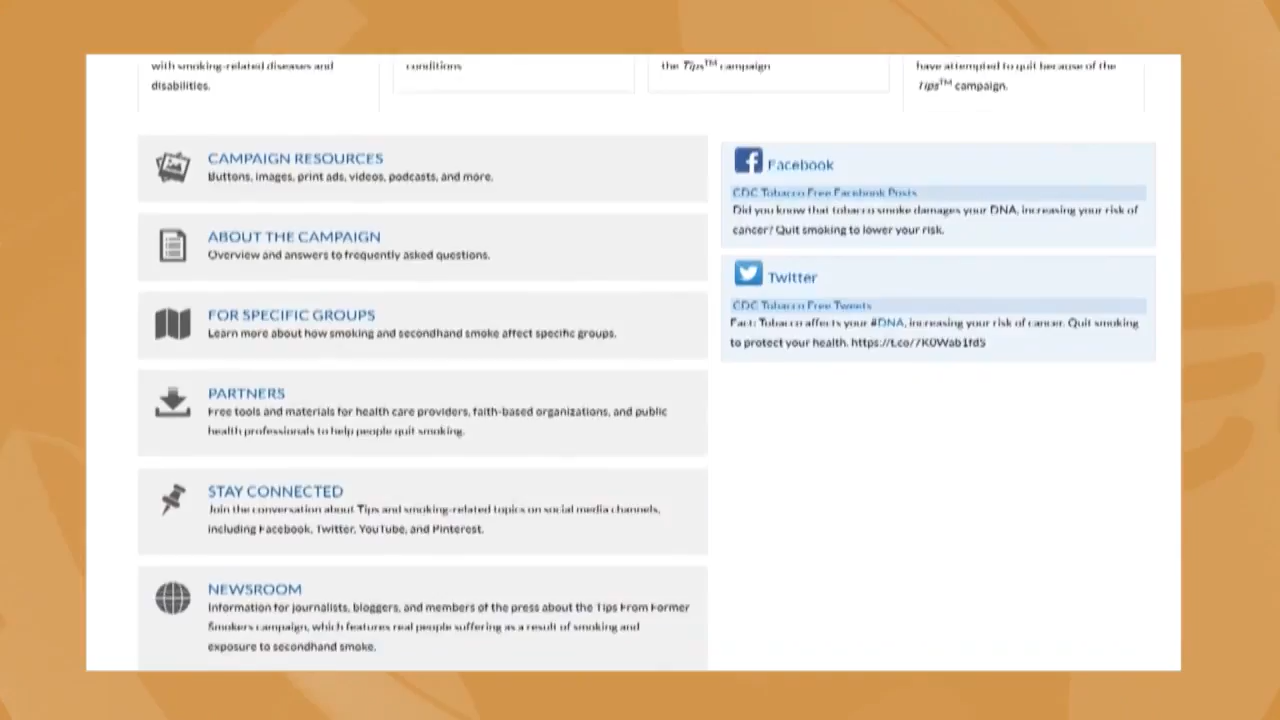 with smoking-related diseases and
disabilities.
conditions
the Tips™ campaign
have attempted to quit because of the
Tips™ campaign.
CAMPAIGN RESOURCES
Buttons, images, print ads, videos, podcasts, and more.
ABOUT THE CAMPAIGN
Overview and answers to frequently asked questions.
FOR SPECIFIC GROUPS
Learn more about how smoking and secondhand smoke affect specific groups.
PARTNERS
Free tools and materials for health care providers, faith-based organizations, and public
health professionals to help people quit smoking.
STAY CONNECTED
Join the conversation about Tips and smoking-related topics on social media channels,
including Facebook, Twitter, YouTube, and Pinterest.
NEWSROOM
Information for journalists, bloggers, and members of the press about the Tips From Former
Smokers campaign, which features real people suffering as a result of smoking and
exposure to secondhand smoke.
Facebook
CDC Tobacco Free Facebook Posts
Did you know that tobacco smoke damages your DNA, increasing your risk of
cancer? Quit smoking to lower your risk.
Twitter
CDC Tobacco Free Tweets
Fact: Tobacco affects your #DNA, increasing your risk of cancer. Quit smoking
to protect your health. https://t.co/7K0Wab1fdS